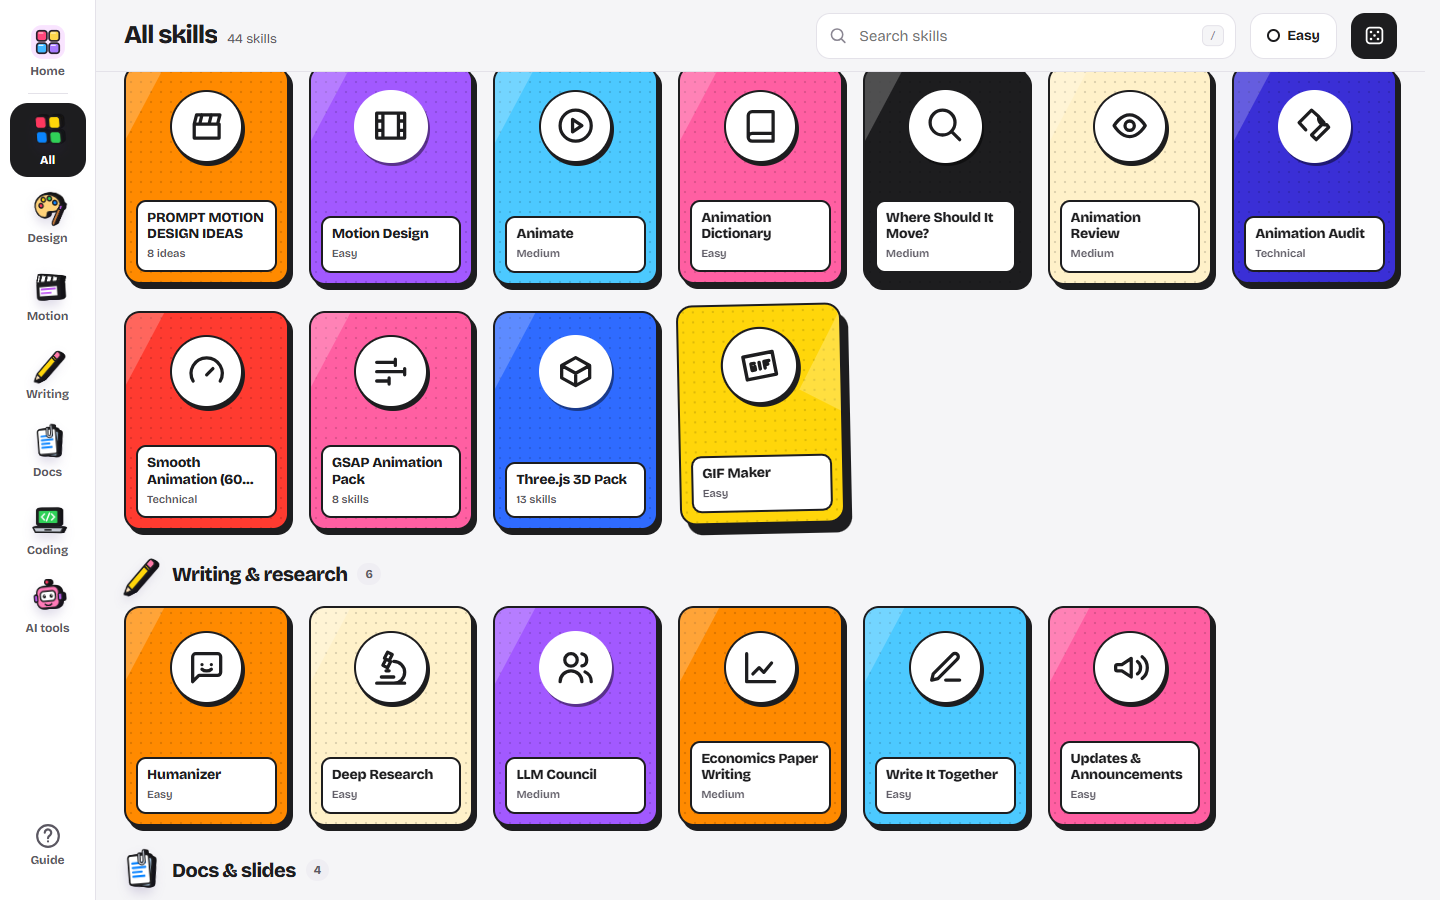 Home
All
Design
Motion
Writing
Docs
Coding
AI tools
Guide
All skills 44 skills
Search skills /
Easy
PROMPT MOTION
DESIGN IDEAS
8 ideas
Motion Design
Easy
Animate
Medium
Animation
Dictionary
Easy
Where Should It
Move?
Medium
Animation
Review
Medium
Animation Audit
Technical
Smooth
Animation (60...
Technical
GSAP Animation
Pack
8 skills
Three.js 3D Pack
13 skills
GIF
GIF Maker
Easy
Writing & research 6
Humanizer
Easy
Deep Research
Easy
LLM Council
Medium
Economics Paper
Writing
Medium
Write It Together
Easy
Updates &
Announcements
Easy
Docs & slides 4